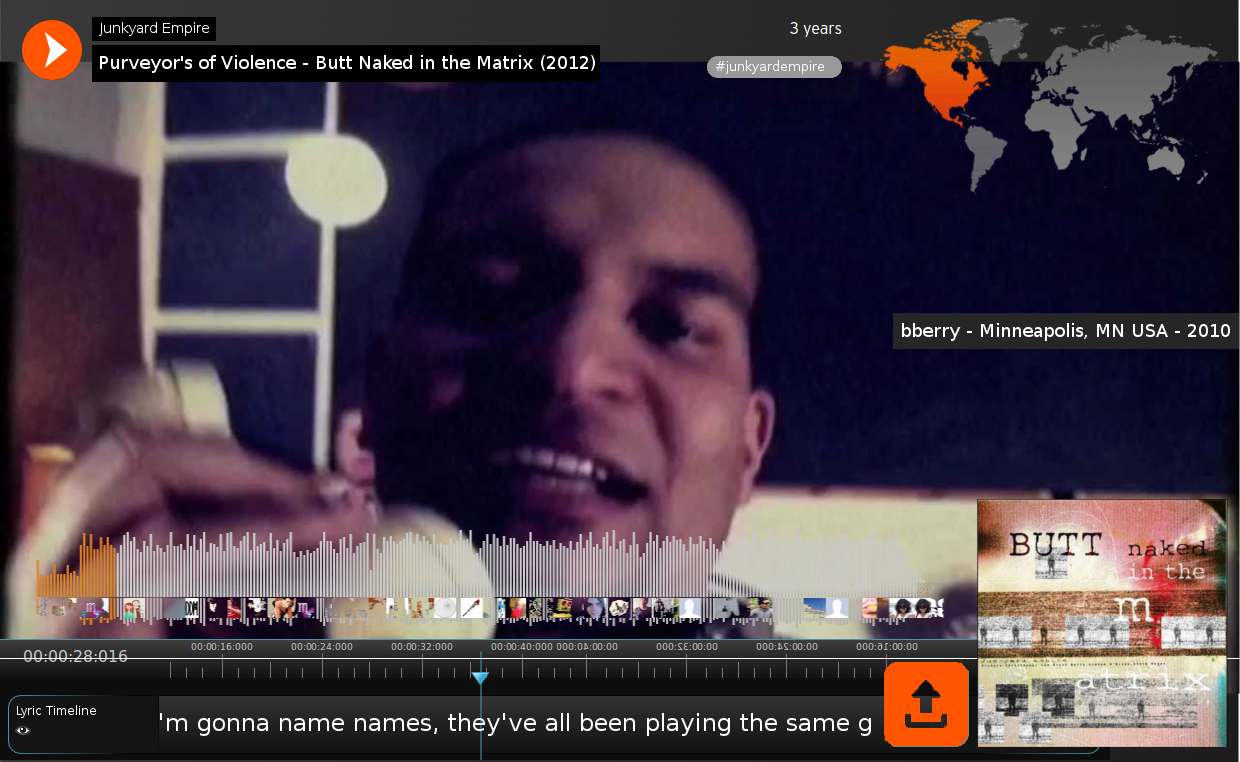 Junkyard Empire
3 years
Purveyor's of Violence - Butt Naked in the Matrix (2012)
#junkyardempire
bberry - Minneapolis, MN USA - 2010
BUTT naked
in the
m
atrix
00:00:28:016
00:00:16:000 00:00:24:000 00:00:32:000 00:00:40:000 000:40:00:00 000:32:00:00 000:24:00:00 000:16:00:00
Lyric Timeline
'm gonna name names, they've all been playing the same g